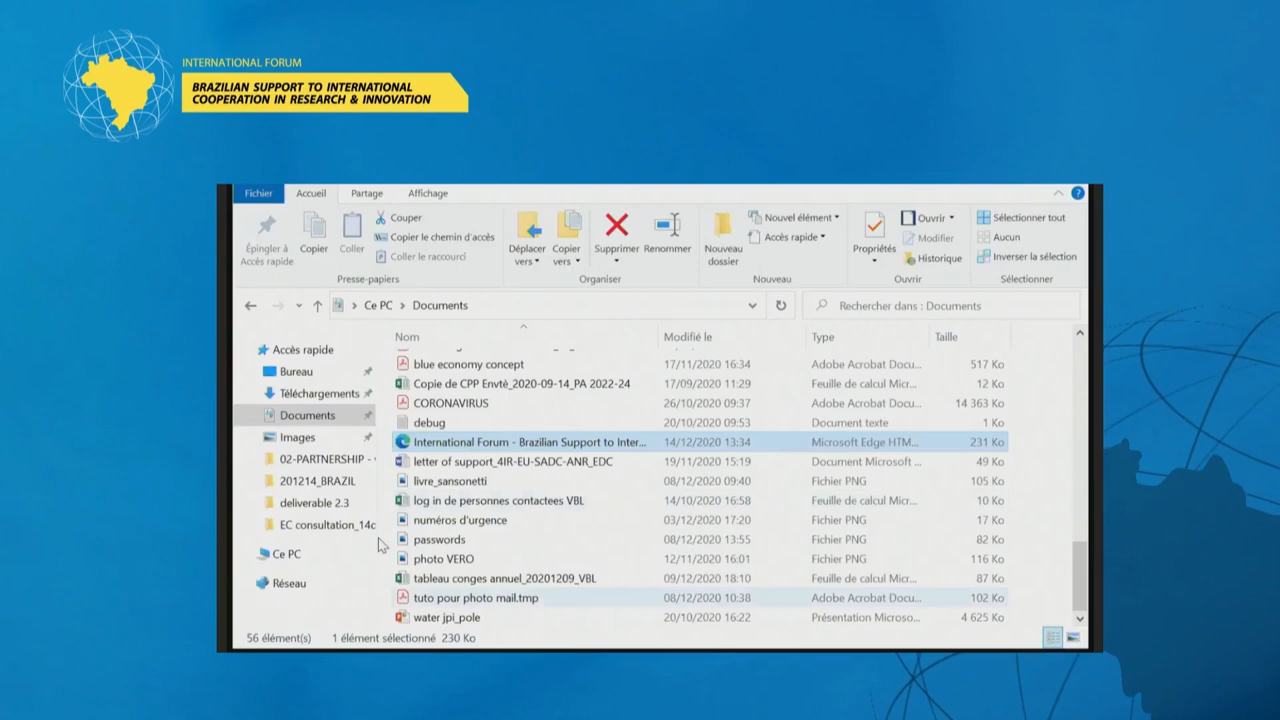 INTERNATIONAL FORUM
BRAZILIAN SUPPORT TO INTERNATIONAL
COOPERATION IN RESEARCH & INNOVATION
Fichier Accueil Partage Affichage
Épingler à
Accès rapide
Copier
Coller
Couper
Copier le chemin d'accès
Coller le raccourci
Presse-papiers
Déplacer
vers
Copier
vers
Supprimer
Renommer
Organiser
Nouveau
dossier
Nouvel élément
Accès rapide
Nouveau
Propriétés
Ouvrir
Modifier
Historique
Ouvrir
Sélectionner tout
Aucun
Inverser la sélection
Sélectionner
Ce PC > Documents
Rechercher dans : Documents
Accès rapide
Bureau
Téléchargements
Documents
Images
02-PARTNERSHIP -
201214_BRAZIL
deliverable 2.3
EC consultation_14c
Ce PC
Réseau
Nom Modifié le Type Taille
blue economy concept 17/11/2020 16:34 Adobe Acrobat Docu... 517 Ko
Copie de CPP Envtè_2020-09-14_PA 2022-24 17/09/2020 11:29 Feuille de calcul Micr... 12 Ko
CORONAVIRUS 26/10/2020 09:37 Adobe Acrobat Docu... 14 363 Ko
debug 20/10/2020 09:53 Document texte 1 Ko
International Forum - Brazilian Support to Inter... 14/12/2020 13:34 Microsoft Edge HTM... 231 Ko
letter of support_4IR-EU-SADC-ANR_EDC 19/11/2020 15:19 Document Microsoft ... 49 Ko
livre_sansonetti 08/12/2020 09:40 Fichier PNG 105 Ko
log in de personnes contactees VBL 14/10/2020 16:58 Feuille de calcul Micr... 10 Ko
numéros d'urgence 03/12/2020 17:20 Fichier PNG 17 Ko
passwords 08/12/2020 13:55 Fichier PNG 82 Ko
photo VERO 12/11/2020 16:01 Fichier PNG 116 Ko
tableau conges annuel_20201209_VBL 09/12/2020 18:10 Feuille de calcul Micr... 87 Ko
tuto pour photo mail.tmp 08/12/2020 10:38 Adobe Acrobat Docu... 102 Ko
water jpi_pole 20/10/2020 16:22 Présentation Microso... 4 625 Ko
56 élément(s) 1 élément sélectionné 230 Ko